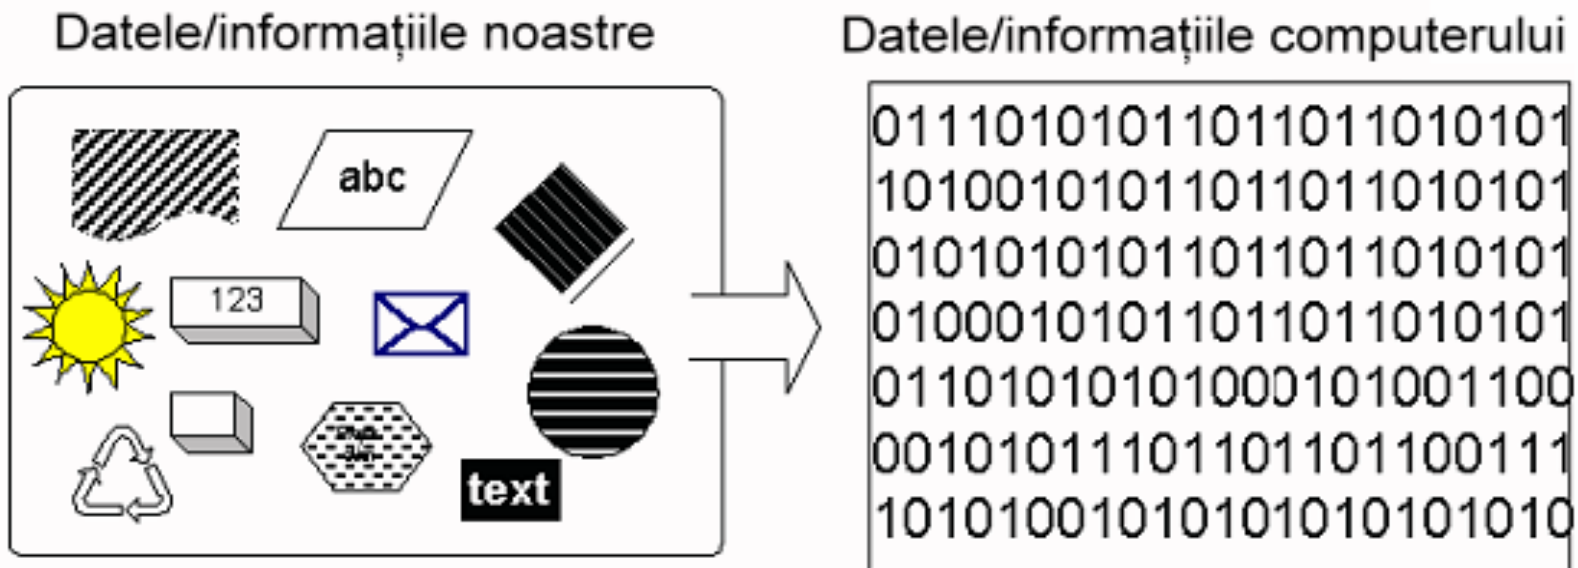 Datele/informațiile noastre
Datele/informațiile computerului
abc
123
text
0111010101101101101010​1
1010010101101101101010​1
0101010101101101101010​1
0100010101101101101010​1
0110101010100010100110​0
0010101110110110110011​1
1010100101010101010101​0